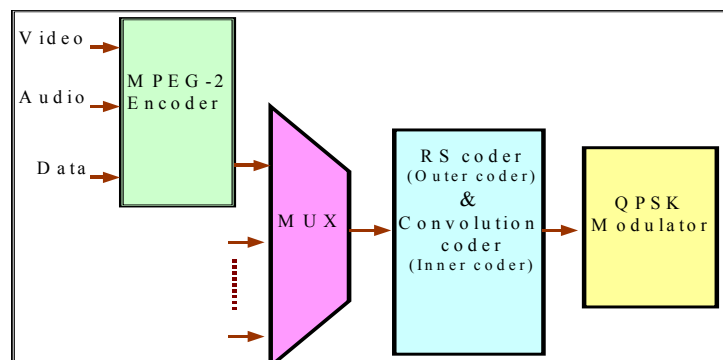 Video
Audio
Data
MPEG-2
Encoder
MUX
RS coder
(Outer coder)
&
Convolution
coder
(Inner coder)
QPSK
Modulator